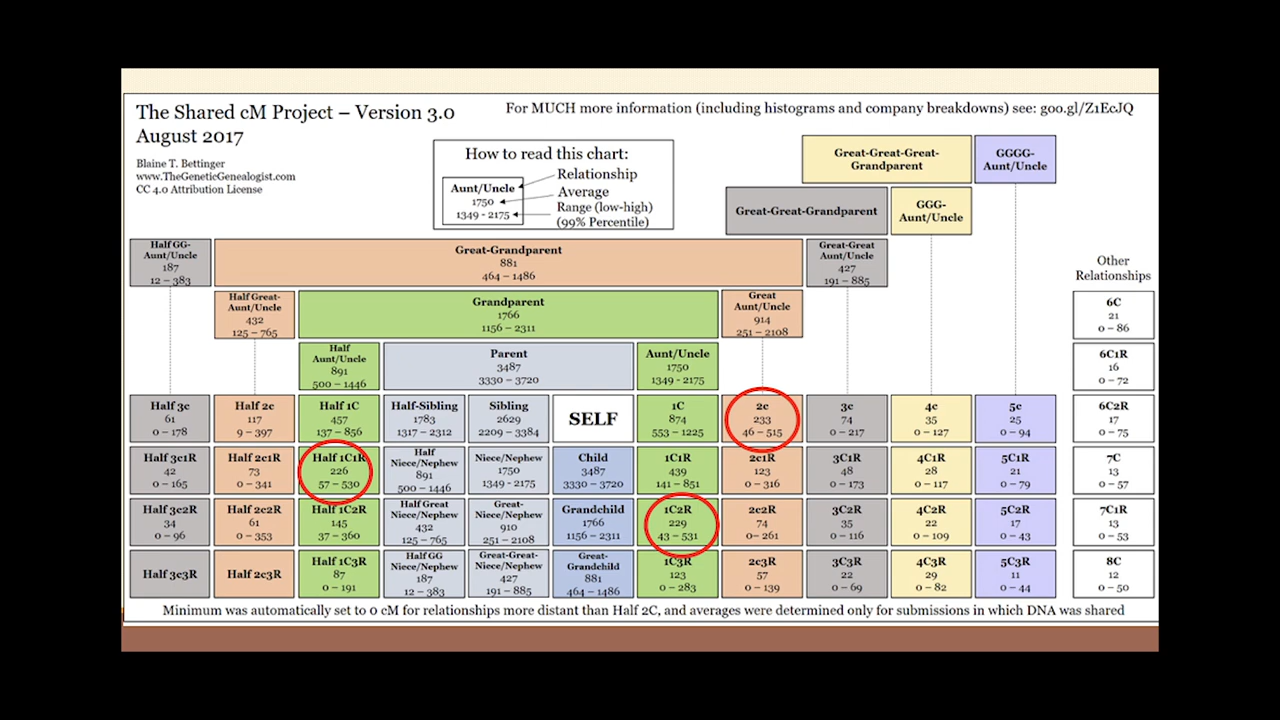 The Shared cM Project – Version 3.0
August 2017
Blaine T. Bettinger
www.TheGeneticGenealogist.com
CC 4.0 Attribution License
For MUCH more information (including histograms and company breakdowns) see: goo.gl/Z1EcJQ
How to read this chart:
Aunt/Uncle
1750
1349 - 2175
Relationship
Average
Range (low-high)
(99% Percentile)
Great-Great-Great-
Grandparent
GGGG-
Aunt/Uncle
Great-Great-Grandparent
GGG-
Aunt/Uncle
Half GG-
Aunt/Uncle
187
12 – 383
Great-Grandparent
881
464 – 1486
Great-Great
Aunt/Uncle
427
191 – 885
Other
Relationships
Half Great-
Aunt/Uncle
432
125 – 765
Grandparent
1766
1156 – 2311
Great
Aunt/Uncle
914
251 – 2108
6C
21
0 – 86
Half
Aunt/Uncle
891
500 – 1446
Parent
3487
3330 – 3720
Aunt/Uncle
1750
1349 - 2175
6C1R
16
0 – 72
Half 3c
61
0 – 178
Half 2c
117
9 – 397
Half 1C
457
137 – 856
Half-Sibling
1783
1317 – 2312
Sibling
2629
2209 – 3384
SELF
1C
874
553 – 1225
2c
233
46 – 515
3c
74
0 – 217
4c
35
0 – 127
5c
25
0 – 94
6C2R
17
0 – 75
Half 3c1R
42
0 – 165
Half 2c1R
73
0 – 341
Half 1C1R
226
57 – 530
Half
Niece/Nephew
891
500 – 1446
Niece/Nephew
1750
1349 - 2175
Child
3487
3330 – 3720
1C1R
439
141 – 851
2c1R
123
0 – 316
3C1R
48
0 – 173
4C1R
28
0 – 117
5C1R
21
0 – 79
7C
13
0 – 57
Half 3c2R
34
0 – 96
Half 2c2R
61
0 – 353
Half 1C2R
145
37 – 360
Half Great
Niece/Nephew
432
125 – 765
Great-
Niece/Nephew
910
251 – 2108
Grandchild
1766
1156 – 2311
1C2R
229
43 – 531
2c2R
74
0– 261
3C2R
35
0 – 116
4C2R
22
0 – 109
5C2R
17
0 – 43
7C1R
13
0 – 53
Half 3c3R
Half 2c3R
Half 1C3R
87
0 – 191
Half GG
Niece/Nephew
187
12 – 383
Great-Great-
Niece/Nephew
427
191 – 885
Great-
Grandchild
881
464 – 1486
1C3R
123
0 – 283
2c3R
57
0 – 139
3C3R
22
0 – 69
4C3R
29
0 – 82
5C3R
11
0 – 44
8C
12
0 – 50
Minimum was automatically set to 0 cM for relationships more distant than Half 2C, and averages were determined only for submissions in which DNA was shared